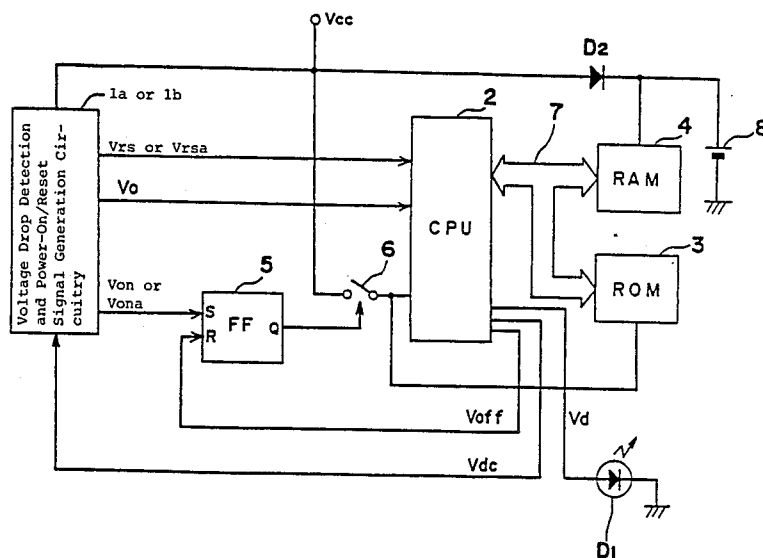 Vcc
D2
1a or 1b
2
7
4
8
Voltage Drop Detection
and Power-On/Reset
Signal Generation Cir-
cuitry
Vrs or Vrsa
Vo
CPU
RAM
3
ROM
Von or
Vona
5
6
S
FF
Q
R
Voff
Vd
Vdc
D1